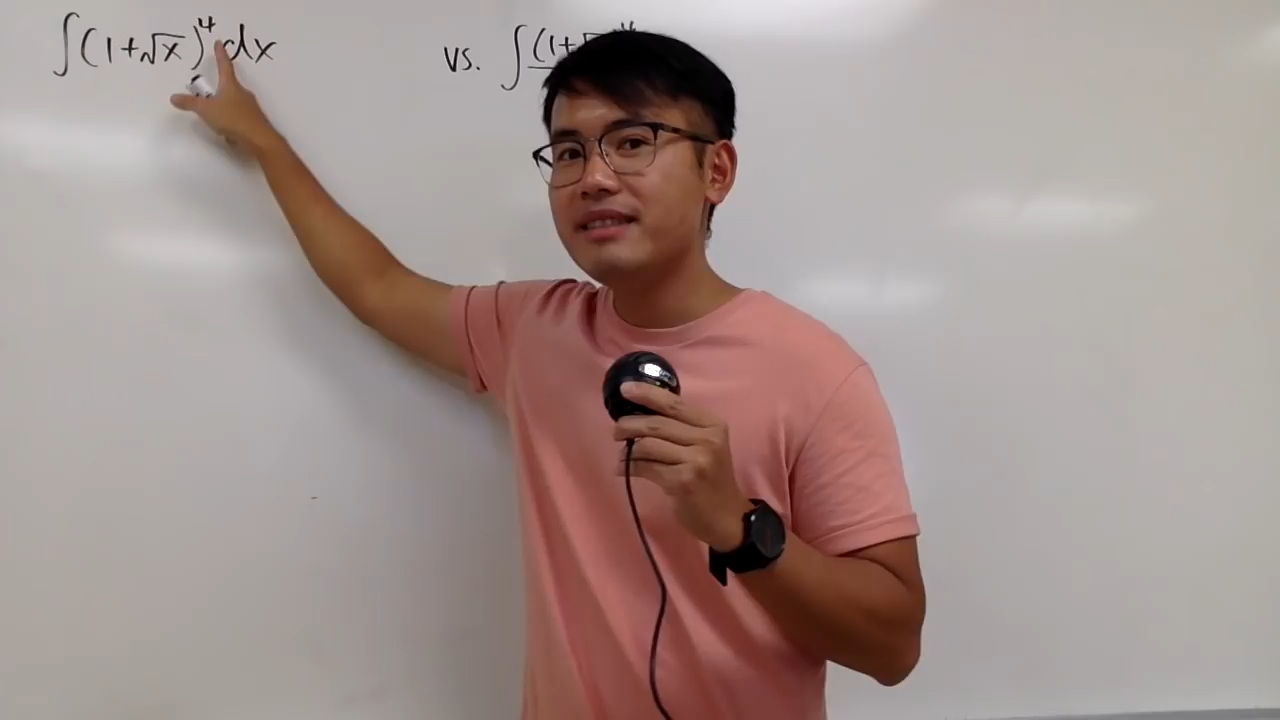 ∫(1+√x)⁴dx vs. ∫(1+